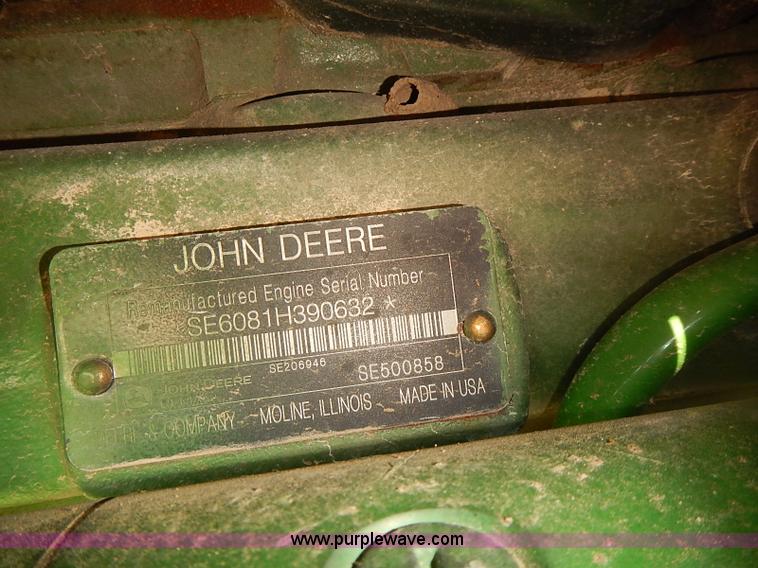 JOHN DEERE
Remanufactured Engine Serial Number
SE6081H390632 *
SE206946
SE500858
JOHN DEERE
& COMPANY MOLINE, ILLINOIS MADE IN USA
www.purplewave.com